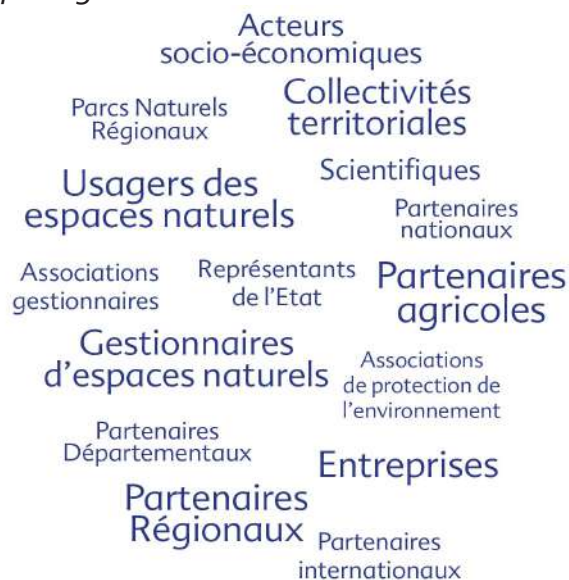 Acteurs
socio-économiques
Collectivités
territoriales
Parcs Naturels
Régionaux
Scientifiques
Usagers des
espaces naturels
Partenaires
nationaux
Associations
gestionnaires
Représentants
de l'Etat
Partenaires
agricoles
Gestionnaires
d'espaces naturels
Associations
de protection de
l'environnement
Partenaires
Départementaux
Entreprises
Partenaires
Régionaux
Partenaires
internationaux